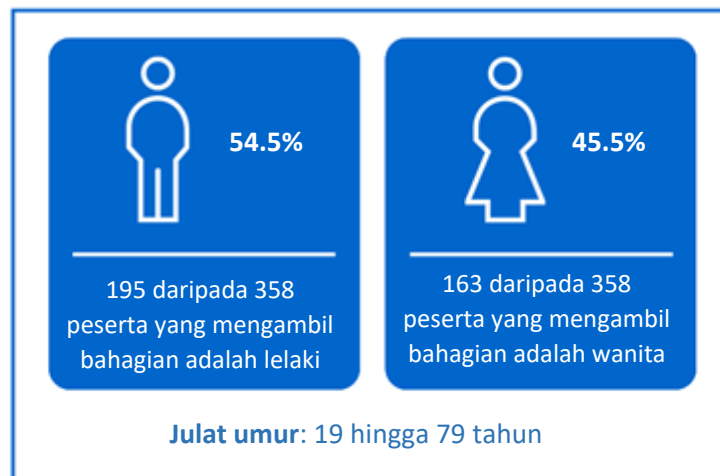 54.5%
195 daripada 358
peserta yang mengambil
bahagian adalah lelaki
45.5%
163 daripada 358
peserta yang mengambil
bahagian adalah wanita
Julat umur: 19 hingga 79 tahun